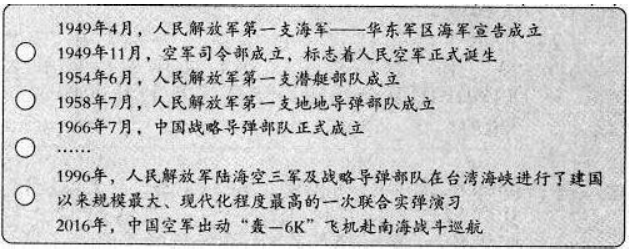 1949年4月，人民解放军第一支海军——华东军区海军宣告成立
1949年11月，空军司令部成立，标志着人民空军正式诞生
1954年6月，人民解放军第一支潜艇部队成立
1958年7月，人民解放军第一支地地导弹部队成立
1966年7月，中国战略导弹部队正式成立
……
1996年，人民解放军陆海空三军及战略导弹部队在台湾海峡进行了建国
以来规模最大、现代化程度最高的一次联合实弹演习
2016年，中国空军出动“轰－6K”飞机赴南海战斗巡航